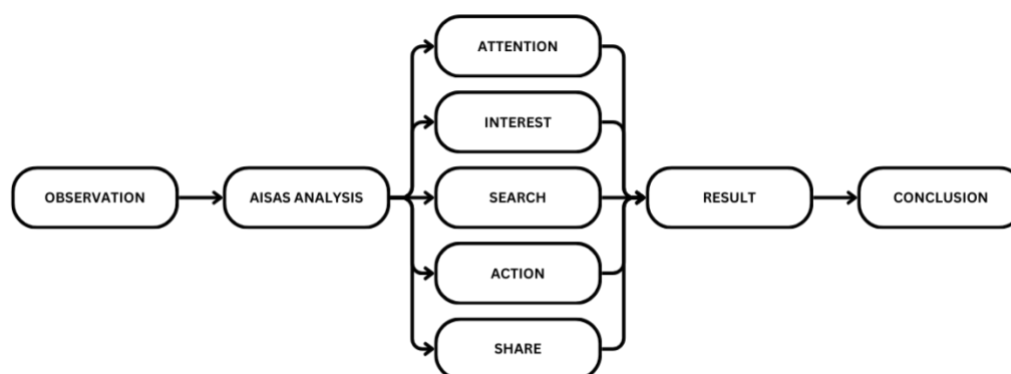 OBSERVATION
AISAS ANALYSIS
ATTENTION
INTEREST
SEARCH
ACTION
SHARE
RESULT
CONCLUSION